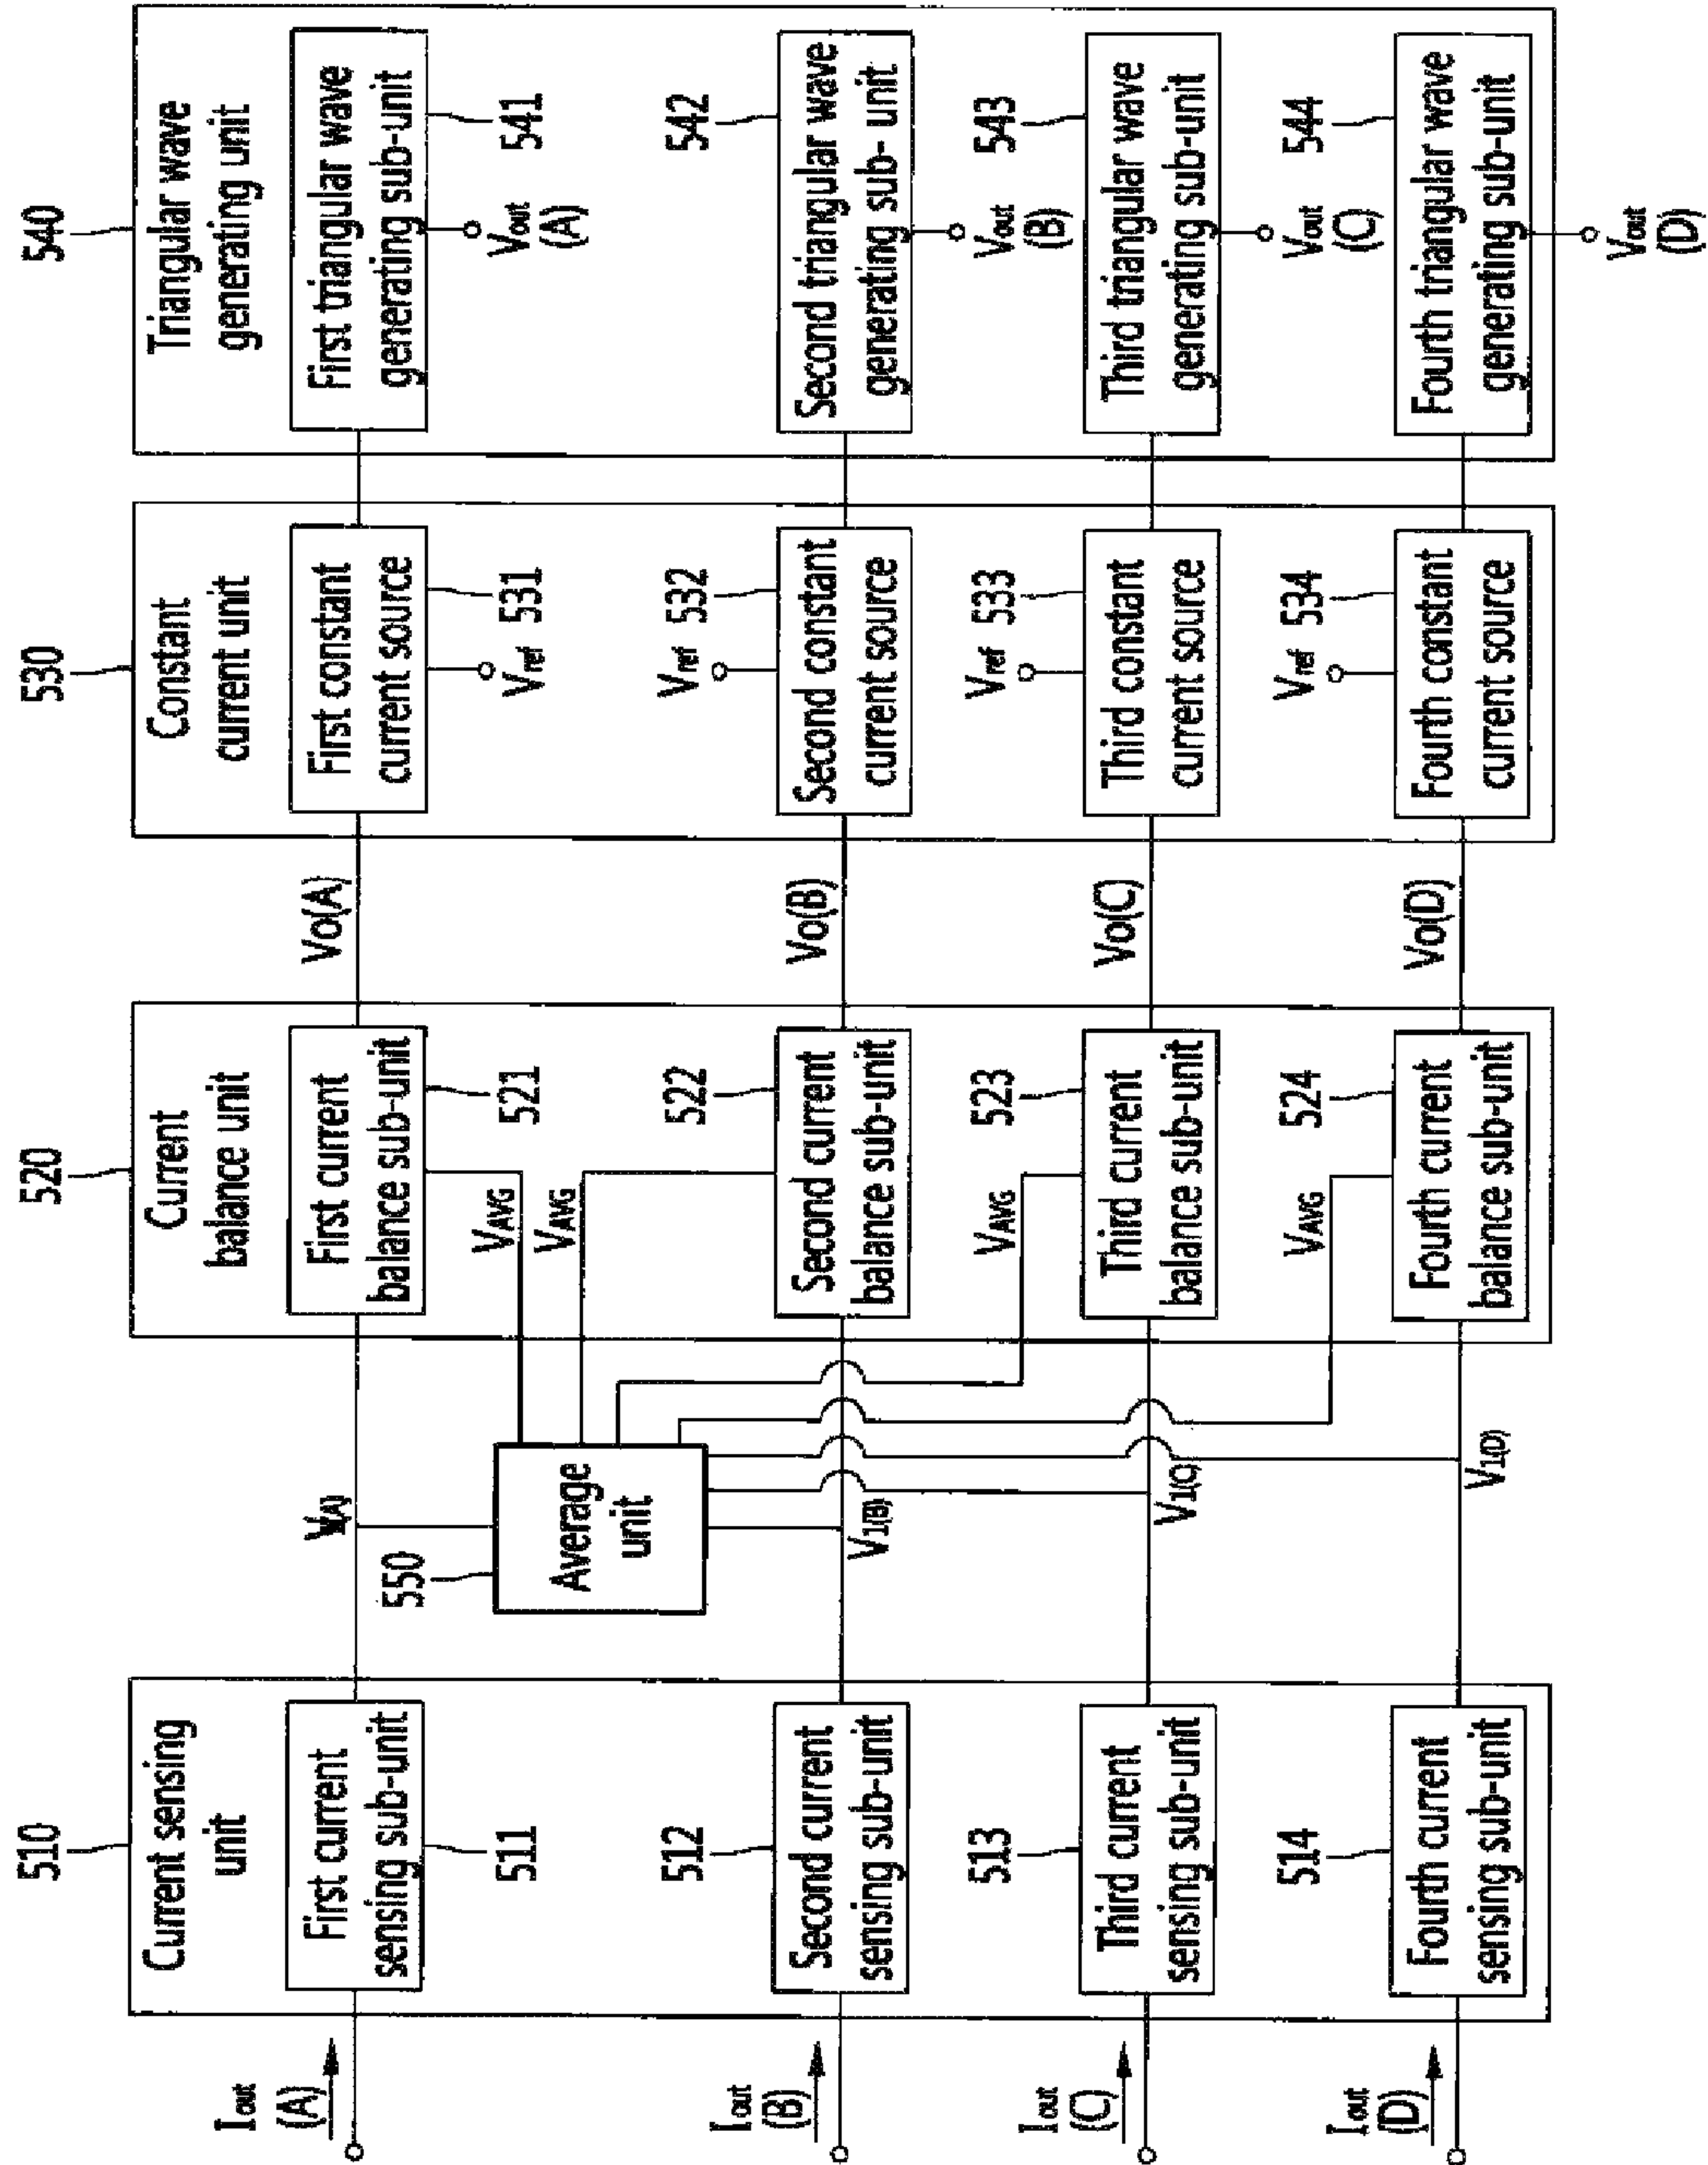 510
Current sensing
unit
First current
sensing sub-unit
511
512
Second current
sensing sub-unit
513
Third current
sensing sub-unit
514
Fourth current
sensing sub-unit
Iout
(A)
Iout
(B)
Iout
(C)
Iout
(D)
550
Average
unit
V1(B)
V1(C)
V1(D)
520
Current
balance unit
First current
balance sub-unit
521
VAVG
VAVG
522
Second current
balance sub-unit
VAVG
523
Third current
balance sub-unit
VAVG
524
Fourth current
balance sub-unit
Vo(A)
Vo(B)
Vo(C)
Vo(D)
530
Constant
current unit
First constant
current source
Vref
531
Vref
532
Second constant
current source
Vref
533
Third constant
current source
Vref
534
Fourth constant
current source
540
Triangular wave
generating unit
First triangular wave
generating sub-unit
541
Vout
(A)
542
Second triangular wave
generating sub- unit
Vout
(B)
543
Third triangular wave
generating sub-unit
Vout
(C)
544
Fourth triangular wave
generating sub-unit
Vout
(D)